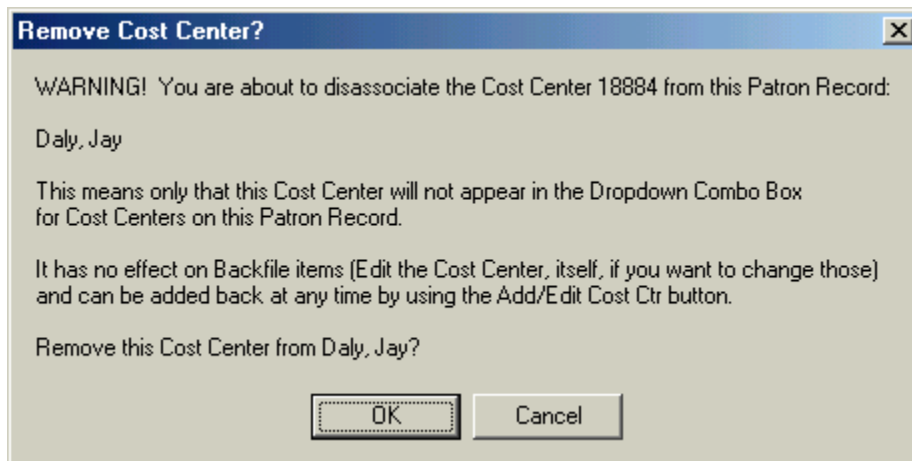 Remove Cost Center?
WARNING!  You are about to disassociate the Cost Center 18884 from this Patron Record:
Daly, Jay
This means only that this Cost Center will not appear in the Dropdown Combo Box
for Cost Centers on this Patron Record.
It has no effect on Backfile items (Edit the Cost Center, itself, if you want to change those)
and can be added back at any time by using the Add/Edit Cost Ctr button.
Remove this Cost Center from Daly, Jay?
OK
Cancel